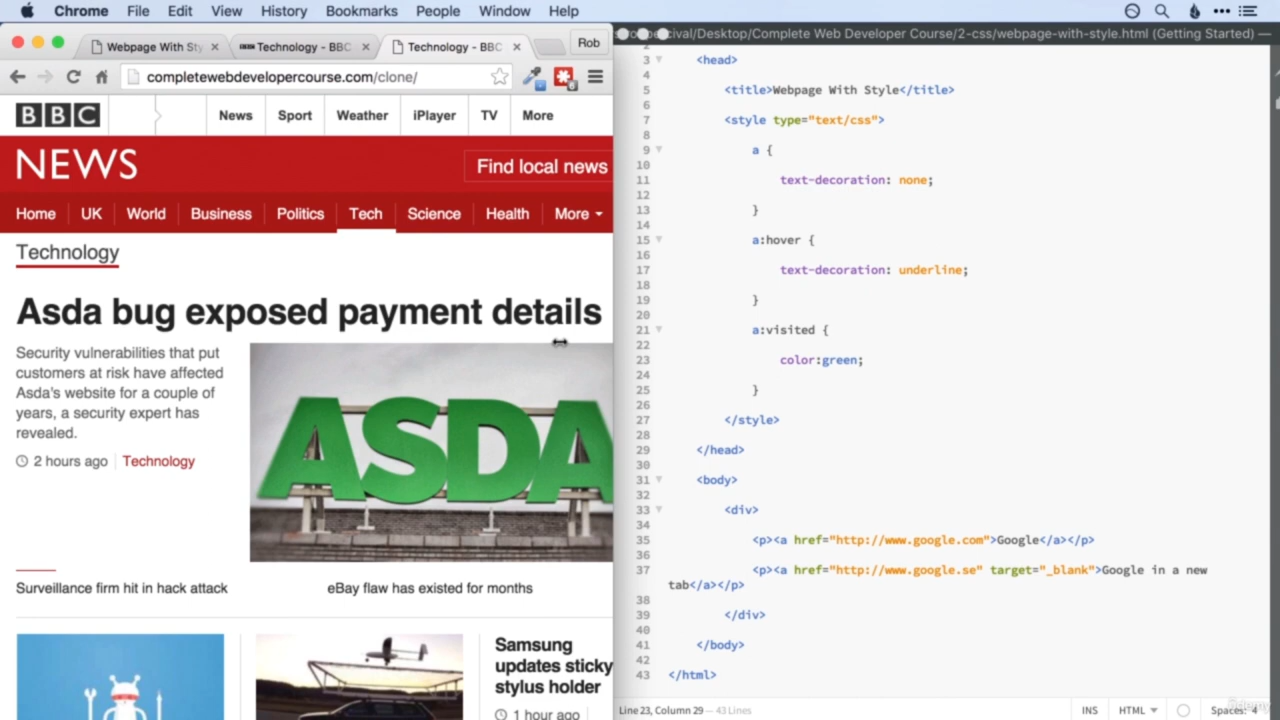 Chrome File Edit View History Bookmarks People Window Help
Webpage With Sty
Technology - BBC
Technology - BBC
Rob
completewebdevelopercourse.com/clone/
6
BBC
News Sport Weather iPlayer TV More
NEWS
Find local news
Home UK World Business Politics Tech Science Health More
Technology
Asda bug exposed payment details
Security vulnerabilities that put
customers at risk have affected
Asda's website for a couple of
years, a security expert has
revealed.
2 hours ago Technology
ASDA
Surveillance firm hit in hack attack
eBay flaw has existed for months
Samsung
updates sticky
stylus holder
1 hour ago
percival/Desktop/Complete Web Developer Course/2-css/webpage-with-style.html (Getting Started) —
2
3 <head>
4
5 <title>Webpage With Style</title>
6
7 <style type="text/css">
8
9 a {
10
11 text-decoration: none;
12
13 }
14
15 a:hover {
16
17 text-decoration: underline;
18
19 }
20
21 a:visited {
22
23 color:green;
24
25 }
26
27 </style>
28
29 </head>
30
31 <body>
32
33 <div>
34
35 <p><a href="http://www.google.com">Google</a></p>
36
37 <p><a href="http://www.google.se" target="_blank">Google in a new
tab</a></p>
38
39 </div>
40
41 </body>
42
43 </html>
Line 23, Column 29 — 43 Lines
INS HTML Spaces: 4